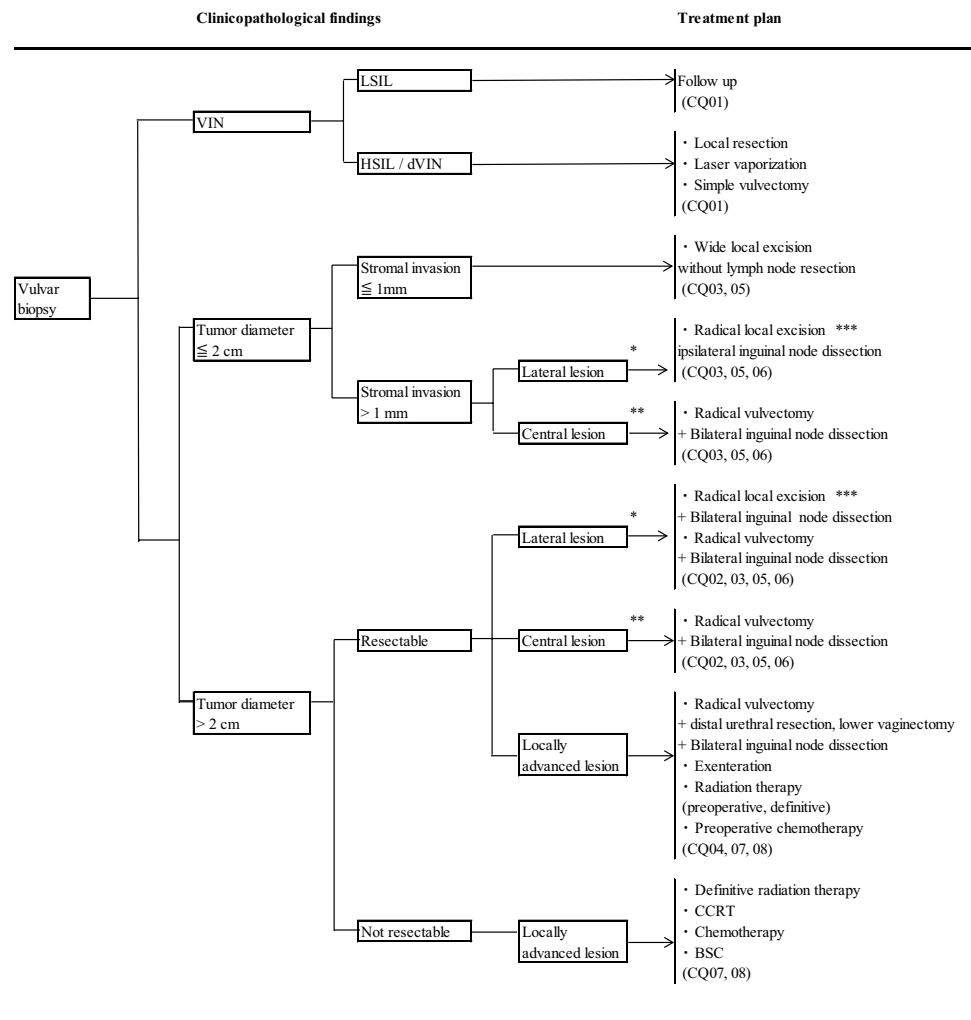 Clinicopathological findings
Treatment plan
Vulvar
biopsy
VIN
LSIL
Follow up
(CQ01)
HSIL / dVIN
・Local resection
・Laser vaporization
・Simple vulvectomy
(CQ01)
Tumor diameter
≦ 2 cm
Stromal invasion
≦ 1mm
・Wide local excision
without lymph node resection
(CQ03, 05)
Stromal invasion
> 1 mm
Lateral lesion
*
・Radical local excision ***
ipsilateral inguinal node dissection
(CQ03, 05, 06)
Central lesion
**
・Radical vulvectomy
+ Bilateral inguinal node dissection
(CQ03, 05, 06)
Tumor diameter
> 2 cm
Resectable
Lateral lesion
*
・Radical local excision ***
+ Bilateral inguinal node dissection
・Radical vulvectomy
+ Bilateral inguinal node dissection
(CQ02, 03, 05, 06)
Central lesion
**
・Radical vulvectomy
+ Bilateral inguinal node dissection
(CQ02, 03, 05, 06)
Locally
advanced lesion
・Radical vulvectomy
+ distal urethral resection, lower vaginectomy
+ Bilateral inguinal node dissection
・Exenteration
・Radiation therapy
(preoperative, definitive)
・Preoperative chemotherapy
(CQ04, 07, 08)
Not resectable
Locally
advanced lesion
・Definitive radiation therapy
・CCRT
・Chemotherapy
・BSC
(CQ07, 08)